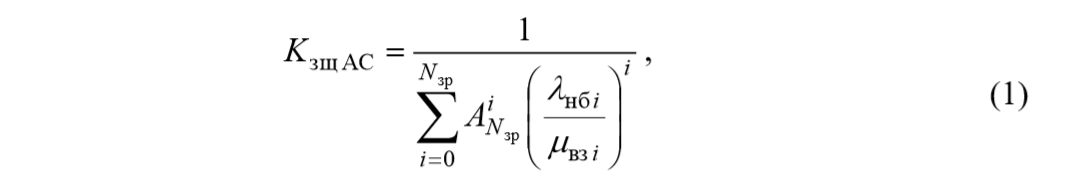 K_{зщ АС} = \frac{1}{\sum_{i=0}^{N_{зр}} A_{N_{зр}}^{i} \left( \frac{\lambda_{нб i}}{\mu_{вз i}} \right)^{i}}, (1)